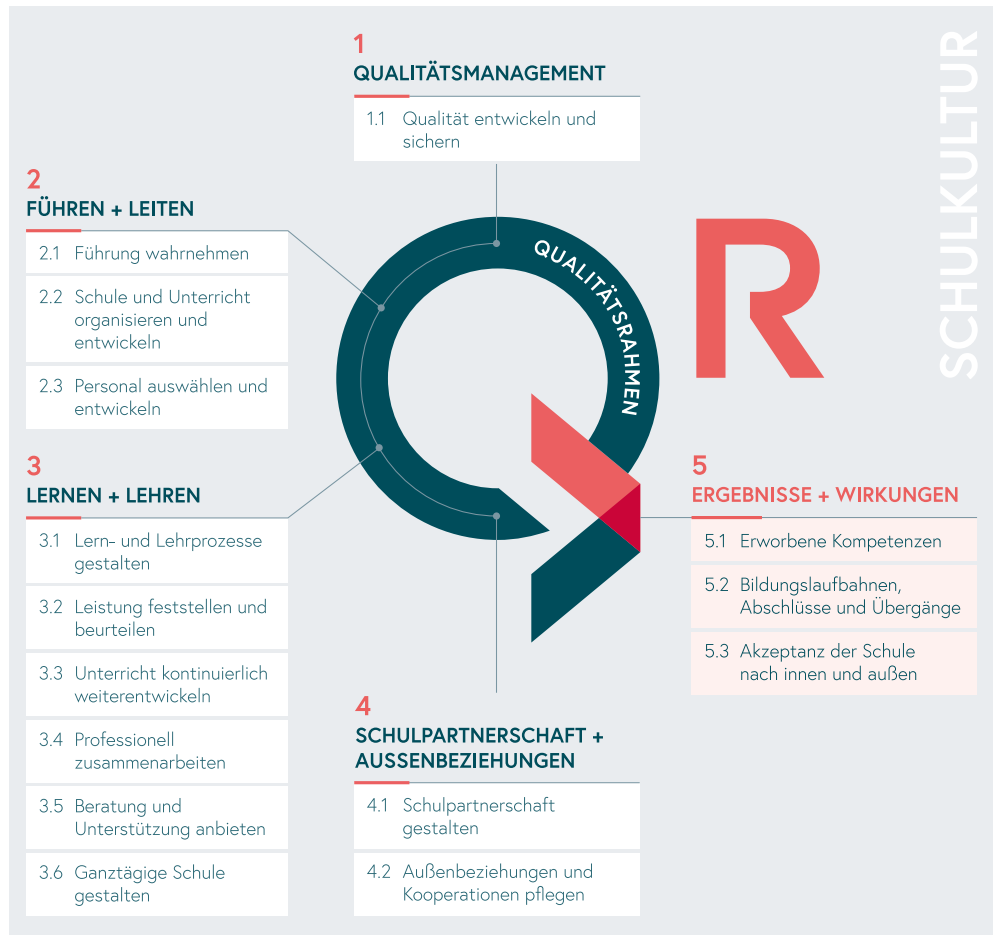 1
QUALITÄTSMANAGEMENT
1.1 Qualität entwickeln und
sichern
2
FÜHREN + LEITEN
2.1 Führung wahrnehmen
2.2 Schule und Unterricht
organisieren und
entwickeln
2.3 Personal auswählen und
entwickeln
3
LERNEN + LEHREN
3.1 Lern- und Lehrprozesse
gestalten
3.2 Leistung feststellen und
beurteilen
3.3 Unterricht kontinuierlich
weiterentwickeln
3.4 Professionell
zusammenarbeiten
3.5 Beratung und
Unterstützung anbieten
3.6 Ganztägige Schule
gestalten
4
SCHULPARTNERSCHAFT +
AUSSENBEZIEHUNGEN
4.1 Schulpartnerschaft
gestalten
4.2 Außenbeziehungen und
Kooperationen pflegen
5
ERGEBNISSE + WIRKUNGEN
5.1 Erworbene Kompetenzen
5.2 Bildungslaufbahnen,
Abschlüsse und Übergänge
5.3 Akzeptanz der Schule
nach innen und außen
QUALITÄTSRAHMEN
R
SCHULKULTUR